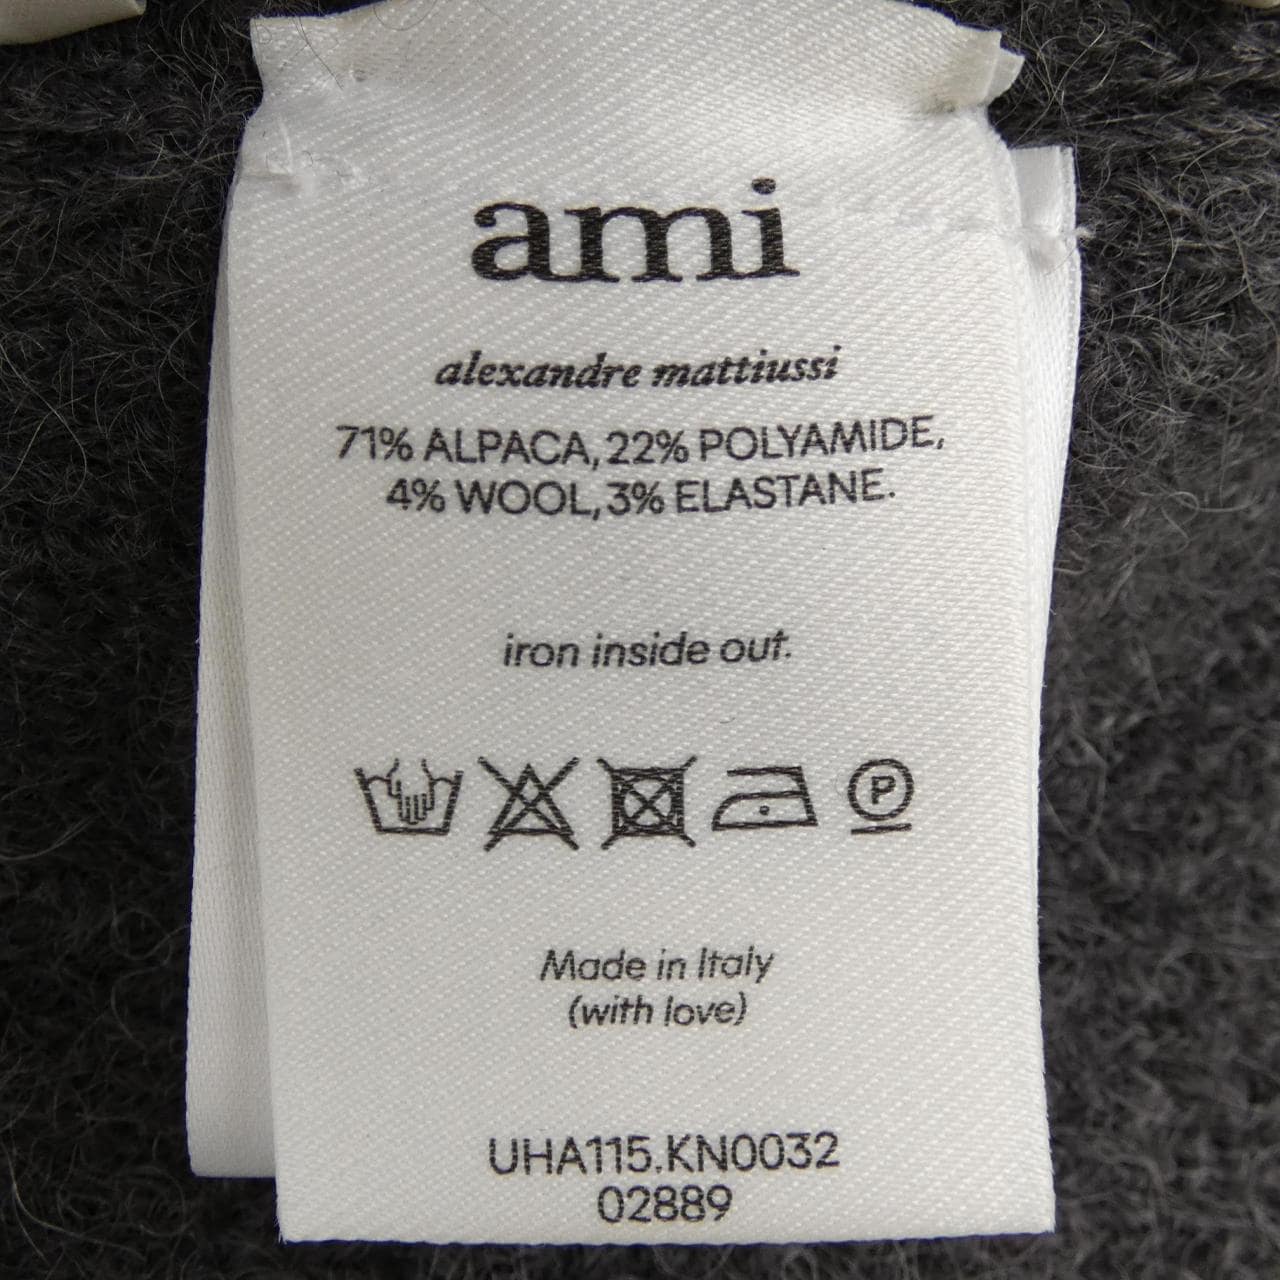 ami
alexandre mattiussi
71% ALPACA, 22% POLYAMIDE,
4% WOOL, 3% ELASTANE.
iron inside out.
P
Made in Italy
(with love)
UHA115.KN0032
02889